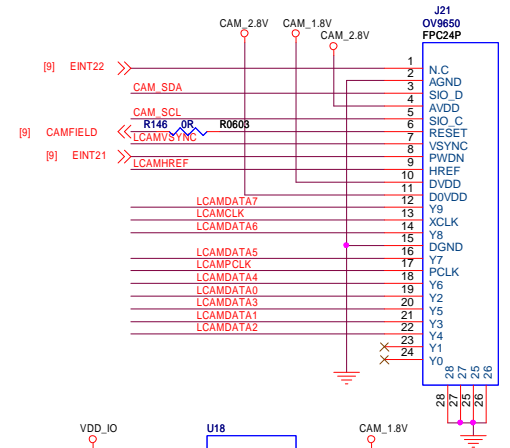 J21
OV9650
FPC24P
CAM_2.8V CAM_1.8V
CAM_2.8V
[9] EINT22 1 N.C
2 AGND
CAM_SDA 3 SIO_D
4 AVDD
CAM_SCL 5 SIO_C
[9] CAMFIELD R146 0R R0603 6 RESET
LCAMVSYNC 7 VSYNC
[9] EINT21 8 PWDN
LCAMHREF 9 HREF
10 DVDD
11 D0VDD
LCAMDATA7 12 Y9
LCAMCLK 13 XCLK
LCAMDATA6 14 Y8
15 DGND
LCAMDATA5 16 Y7
LCAMPCLK 17 PCLK
LCAMDATA4 18 Y6
LCAMDATA0 19 Y2
LCAMDATA3 20 Y5
LCAMDATA1 21 Y3
LCAMDATA2 22 Y4
23 Y1
24 Y0
28 27 25 26
28 27 25 26
VDD_IO U18 CAM_1.8V